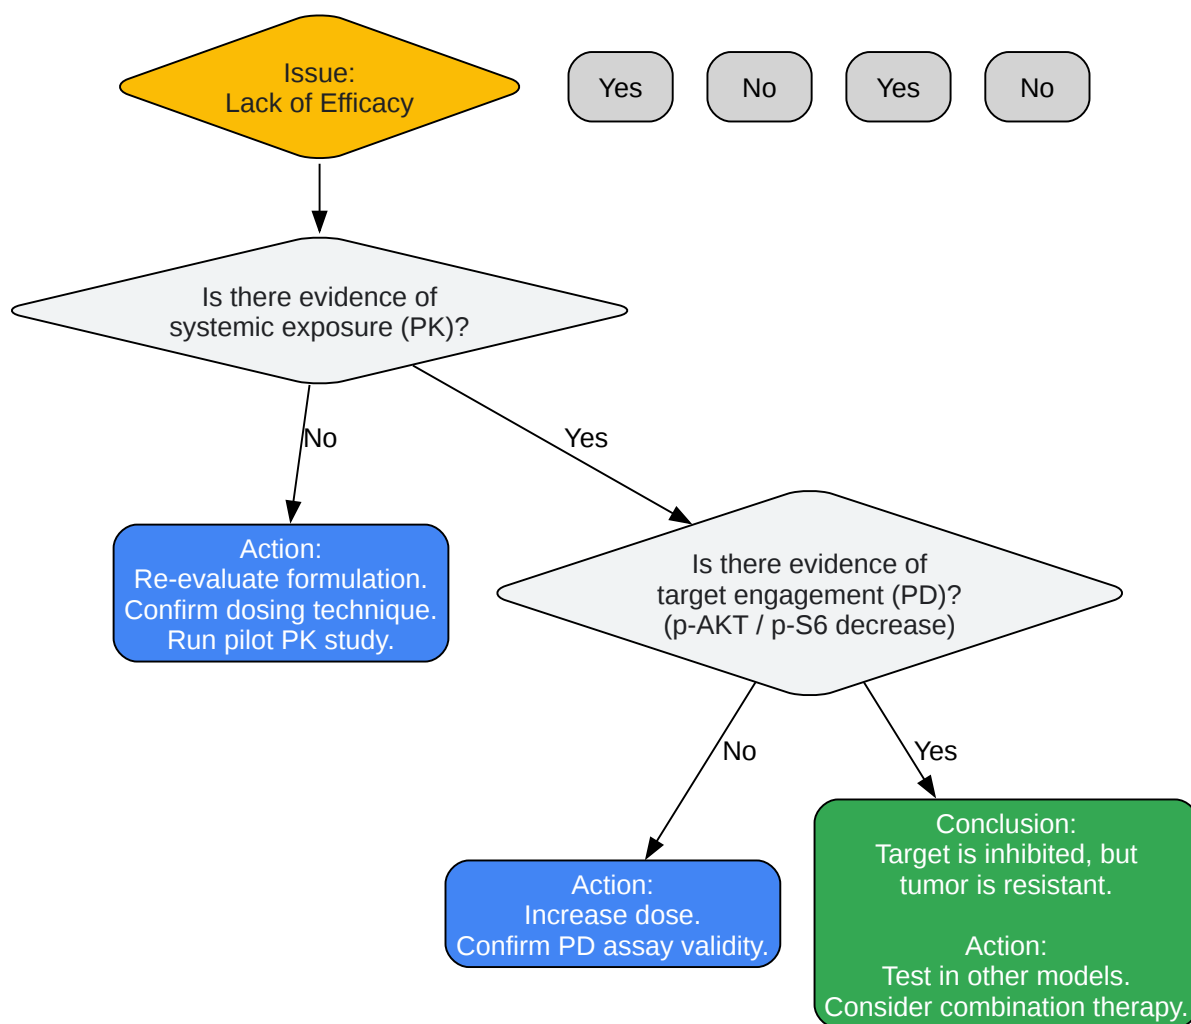 Issue:
Lack of Efficacy
Yes
No
Yes
No
Is there evidence of
systemic exposure (PK)?
No
Yes
Action:
Re-evaluate formulation.
Confirm dosing technique.
Run pilot PK study.
Is there evidence of
target engagement (PD)?
(p-AKT / p-S6 decrease)
No
Yes
Action:
Increase dose.
Confirm PD assay validity.
Conclusion:
Target is inhibited, but
tumor is resistant.
Action:
Test in other models.
Consider combination therapy.